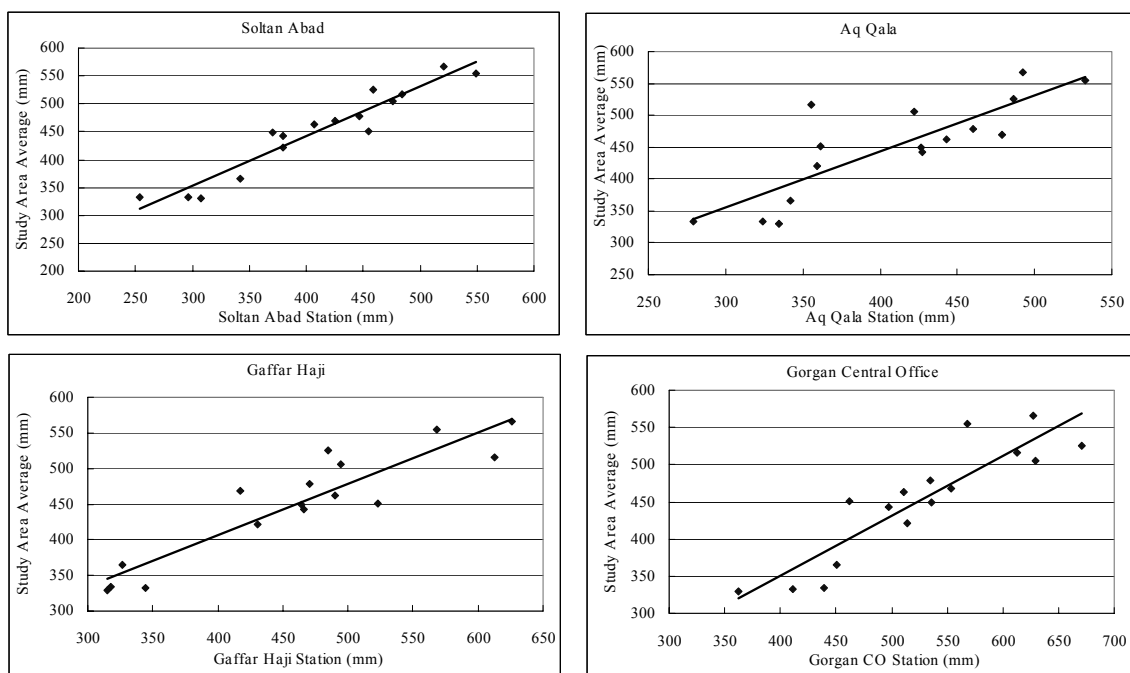 Soltan Abad
600
550
500
450
400
350
300
250
200
Study Area Average (mm)
200 250 300 350 400 450 500 550 600
Soltan Abad Station (mm)
Aq Qala
600
550
500
450
400
350
300
250
Study Area Average (mm)
250 300 350 400 450 500 550
Aq Qala Station (mm)
Gaffar Haji
600
550
500
450
400
350
300
Study Area Average (mm)
300 350 400 450 500 550 600 650
Gaffar Haji Station (mm)
Gorgan Central Office
600
550
500
450
400
350
300
Study Area Average (mm)
300 350 400 450 500 550 600 650 700
Gorgan CO Station (mm)